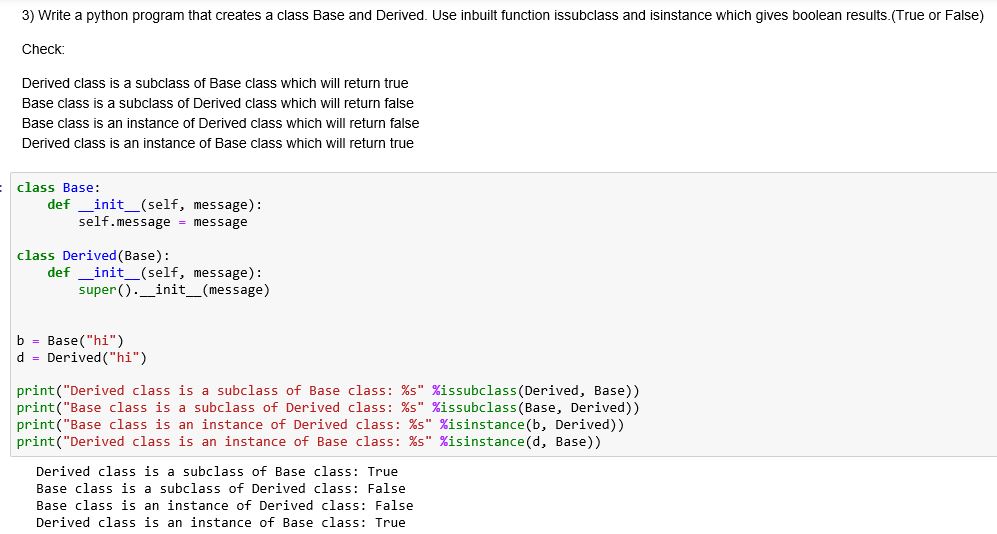 3) Write a python program that creates a class Base and Derived. Use inbuilt function issubclass and isinstance which gives boolean results.(True or False)
Check:
Derived class is a subclass of Base class which will return true
Base class is a subclass of Derived class which will return false
Base class is an instance of Derived class which will return false
Derived class is an instance of Base class which will return true
: class Base:
    def __init__(self, message):
        self.message = message
class Derived(Base):
    def __init__(self, message):
        super().__init__(message)
b = Base("hi")
d = Derived("hi")
print("Derived class is a subclass of Base class: %s" %issubclass(Derived, Base))
print("Base class is a subclass of Derived class: %s" %issubclass(Base, Derived))
print("Base class is an instance of Derived class: %s" %isinstance(b, Derived))
print("Derived class is an instance of Base class: %s" %isinstance(d, Base))
Derived class is a subclass of Base class: True
Base class is a subclass of Derived class: False
Base class is an instance of Derived class: False
Derived class is an instance of Base class: True